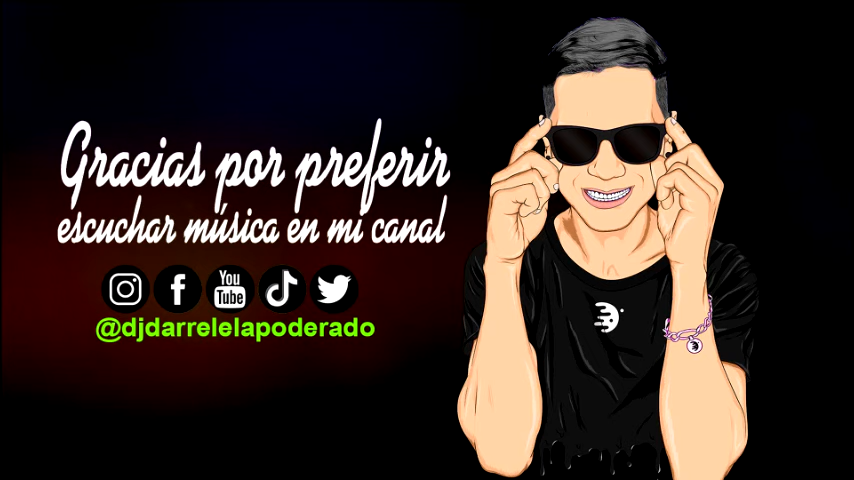 Gracias por preferir
escuchar música en mi canal
You
Tube
@djdarrelelapoderado